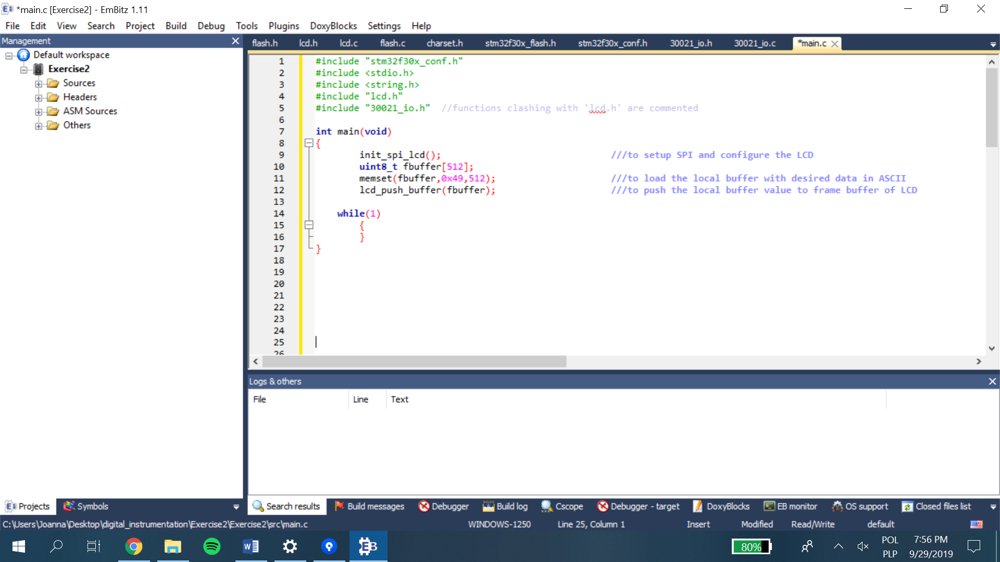 *main.c [Exercise2] - EmBitz 1.11
File Edit View Search Project Build Debug Tools Plugins DoxyBlocks Settings Help
Management
flash.h lcd.h lcd.c flash.c charset.h stm32f30x_flash.h stm32f30x_conf.h 30021_io.h 30021_io.c *main.c
Default workspace
Exercise2
Sources
Headers
ASM Sources
Others
1 #include "stm32f30x_conf.h"
2 #include <stdio.h>
3 #include <string.h>
4 #include "lcd.h"
5 #include "30021_io.h" //functions clashing with 'lcd.h' are commented
6
7 int main(void)
8 {
9 init_spi_lcd(); ///to setup SPI and configure the LCD
10 uint8_t fbuffer[512];
11 memset(fbuffer,0x49,512); ///to load the local buffer with desired data in ASCII
12 lcd_push_buffer(fbuffer); ///to push the local buffer value to frame buffer of LCD
13
14 while(1)
15 {
16 }
17 }
18
19
20
21
22
23
24
25
26
Logs & others
File Line Text
Projects Symbols
Search results Build messages Debugger Build log Cscope Debugger - target DoxyBlocks EB monitor OS support Closed files list
C:\Users\Joanna\Desktop\digital_instrumentation\Exercise2\Exercise2\src\main.c WINDOWS-1250 Line 25, Column 1 Insert Modified Read/Write default
80% POL 7:56 PM
PLP 9/29/2019